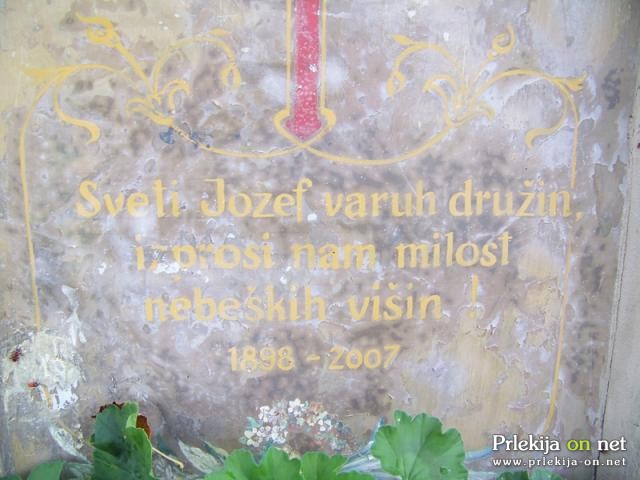 Sveti Jozef varuh družin,
izprosi nam milost
nebeških višin !
1898 - 2007
Prlekija on net
www.prlekija-on.net